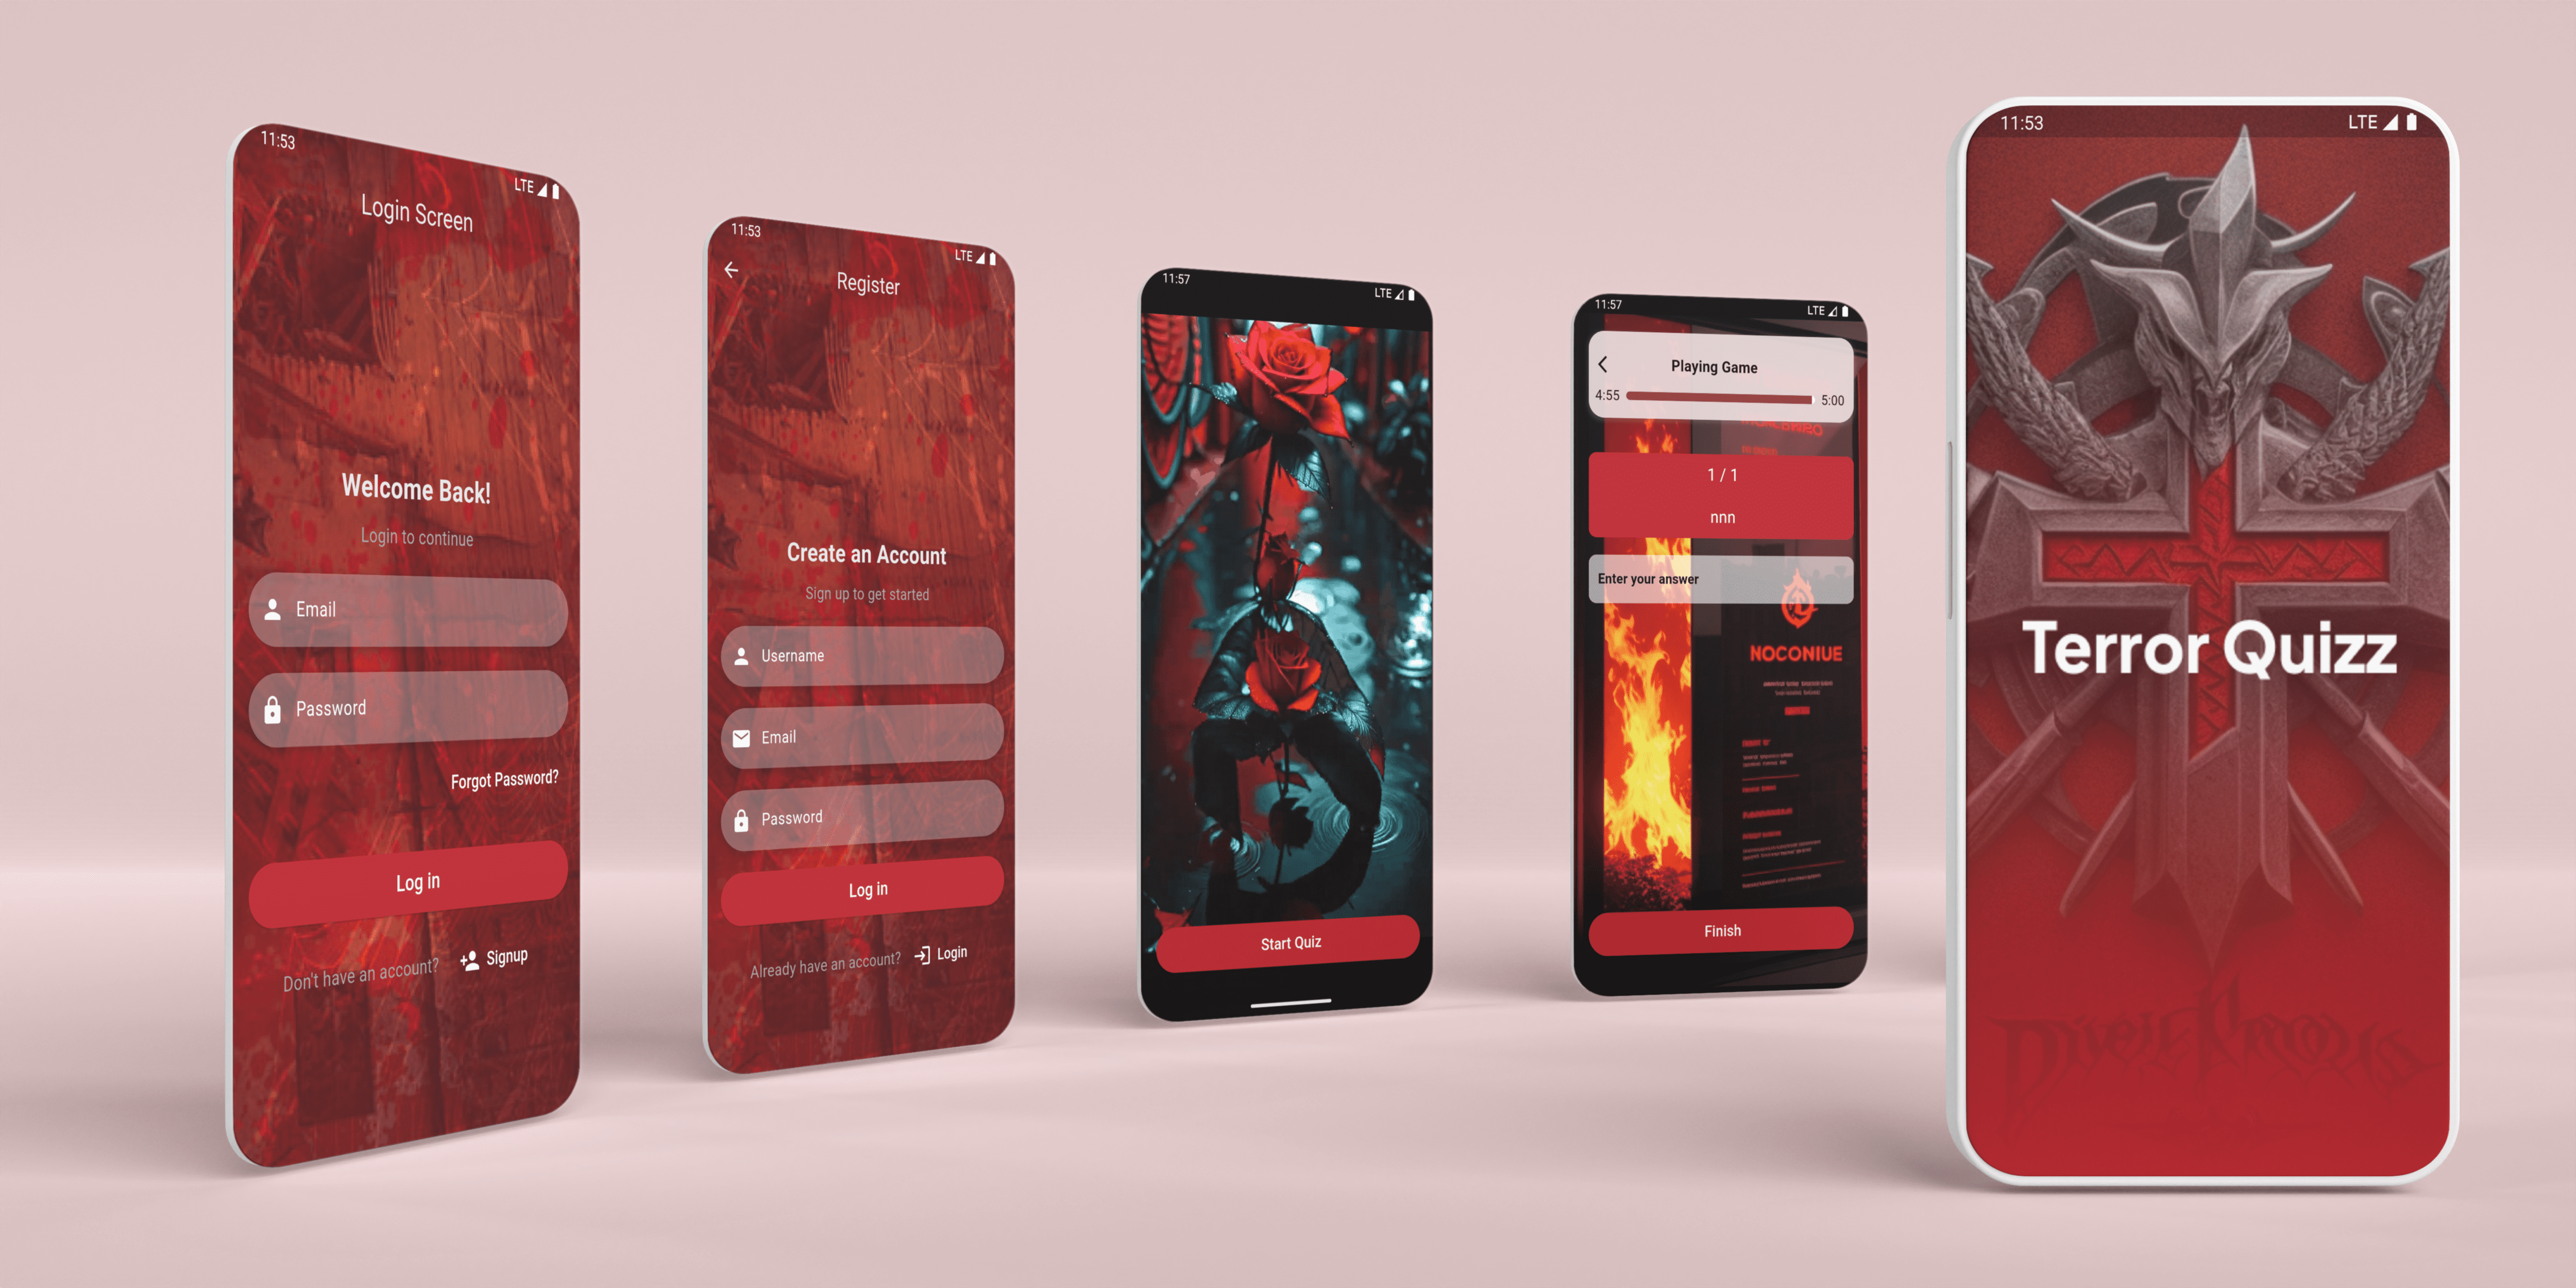 11:53
LTE
Login Screen
Welcome Back!
Login to continue
Email
Password
Forgot Password?
Log in
Don't have an account?
Signup
11:53
LTE
Register
Create an Account
Sign up to get started
Username
Email
Password
Log in
Already have an account?
Login
11:57
LTE
Start Quiz
11:57
LTE
Playing Game
4:55
5:00
1 / 1
nnn
Enter your answer
NOCONIUE
Finish
11:53
LTE
Terror Quizz